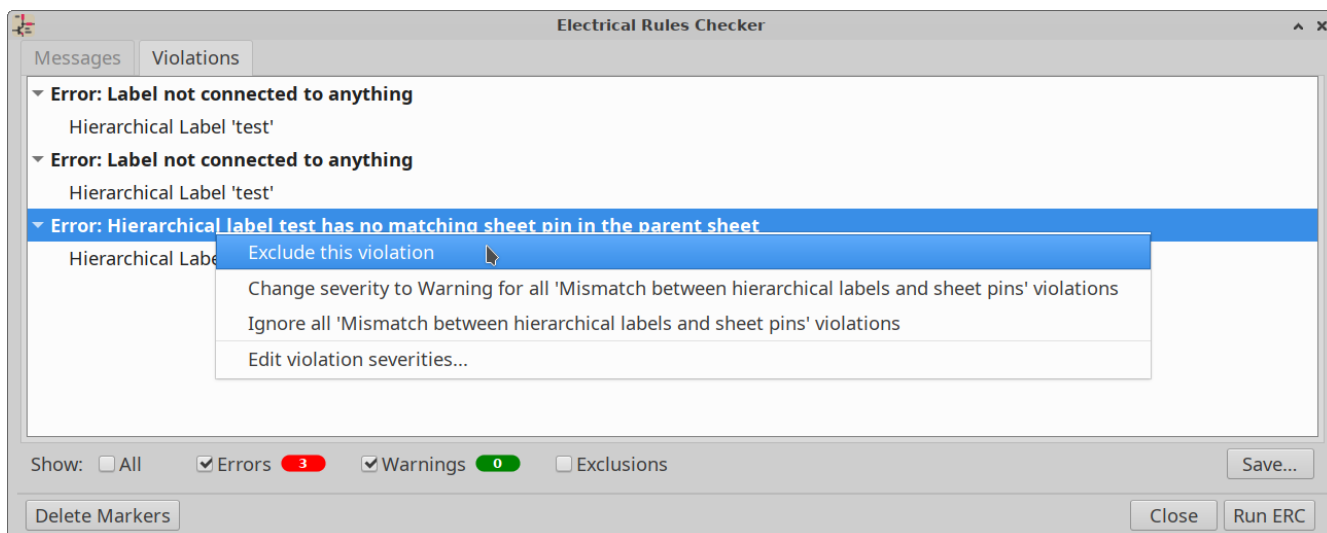 Electrical Rules Checker
Messages Violations
Error: Label not connected to anything
Hierarchical Label 'test'
Error: Label not connected to anything
Hierarchical Label 'test'
Error: Hierarchical label test has no matching sheet pin in the parent sheet
Hierarchical Labe
Exclude this violation
Change severity to Warning for all 'Mismatch between hierarchical labels and sheet pins' violations
Ignore all 'Mismatch between hierarchical labels and sheet pins' violations
Edit violation severities...
Show: All Errors 3 Warnings 0 Exclusions Save...
Delete Markers Close Run ERC